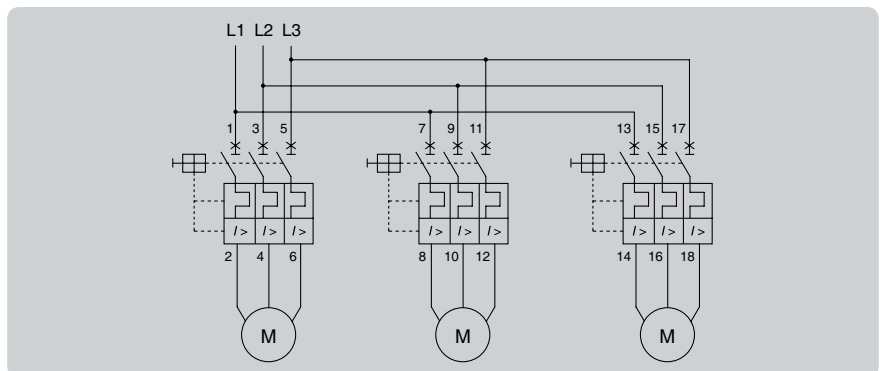 L1 L2 L3
1 3 5 7 9 11 13 15 17
I > I > I > I > I > I > I > I > I >
2 4 6 8 10 12 14 16 18
M M M